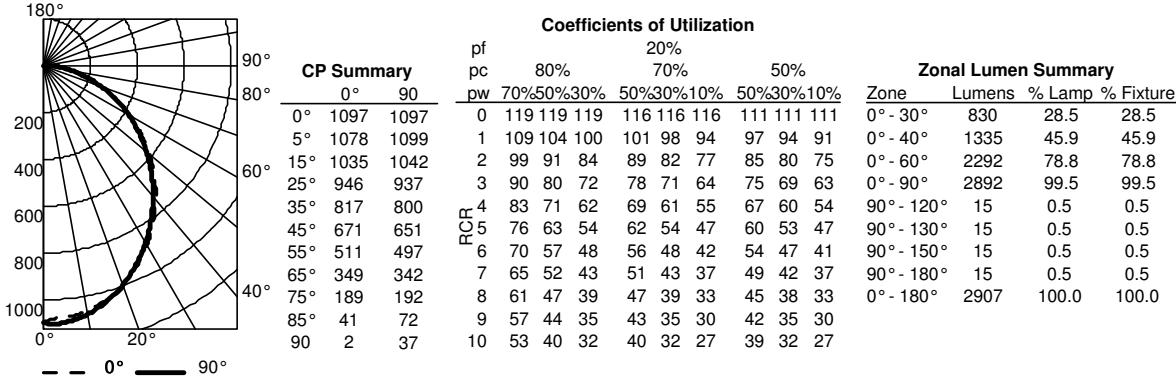 180°
90°
80°
60°
40°
200
400
600
800
1000
0° 20°
0° 90°
CP Summary
0° 90
0° 1097 1097
5° 1078 1099
15° 1035 1042
25° 946 937
35° 817 800
45° 671 651
55° 511 497
65° 349 342
75° 189 192
85° 41 72
90 2 37
Coefficients of Utilization
pf 20%
pc 80% 70% 50%
pw 70%50%30% 50%30%10% 50%30%10%
RCR
0 119 119 119 116 116 116 111 111 111
1 109 104 100 101 98 94 97 94 91
2 99 91 84 89 82 77 85 80 75
3 90 80 72 78 71 64 75 69 63
4 83 71 62 69 61 55 67 60 54
5 76 63 54 62 54 47 60 53 47
6 70 57 48 56 48 42 54 47 41
7 65 52 43 51 43 37 49 42 37
8 61 47 39 47 39 33 45 38 33
9 57 44 35 43 35 30 42 35 30
10 53 40 32 40 32 27 39 32 27
Zonal Lumen Summary
Zone Lumens % Lamp % Fixture
0° - 30° 830 28.5 28.5
0° - 40° 1335 45.9 45.9
0° - 60° 2292 78.8 78.8
0° - 90° 2892 99.5 99.5
90° - 120° 15 0.5 0.5
90° - 130° 15 0.5 0.5
90° - 150° 15 0.5 0.5
90° - 180° 15 0.5 0.5
0° - 180° 2907 100.0 100.0